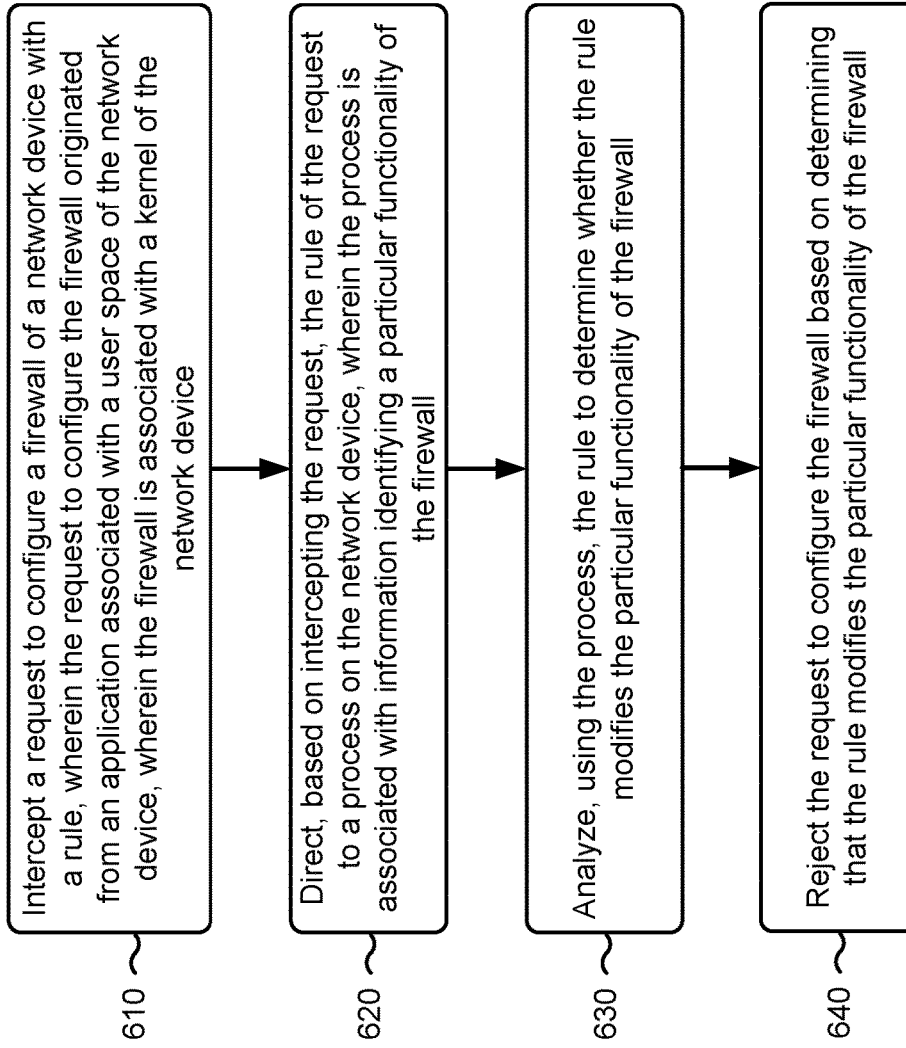 610
Intercept a request to configure a firewall of a network device with
a rule, wherein the request to configure the firewall originated
from an application associated with a user space of the network
device, wherein the firewall is associated with a kernel of the
network device
620
Direct, based on intercepting the request, the rule of the request
to a process on the network device, wherein the process is
associated with information identifying a particular functionality of
the firewall
630
Analyze, using the process, the rule to determine whether the rule
modifies the particular functionality of the firewall
640
Reject the request to configure the firewall based on determining
that the rule modifies the particular functionality of the firewall